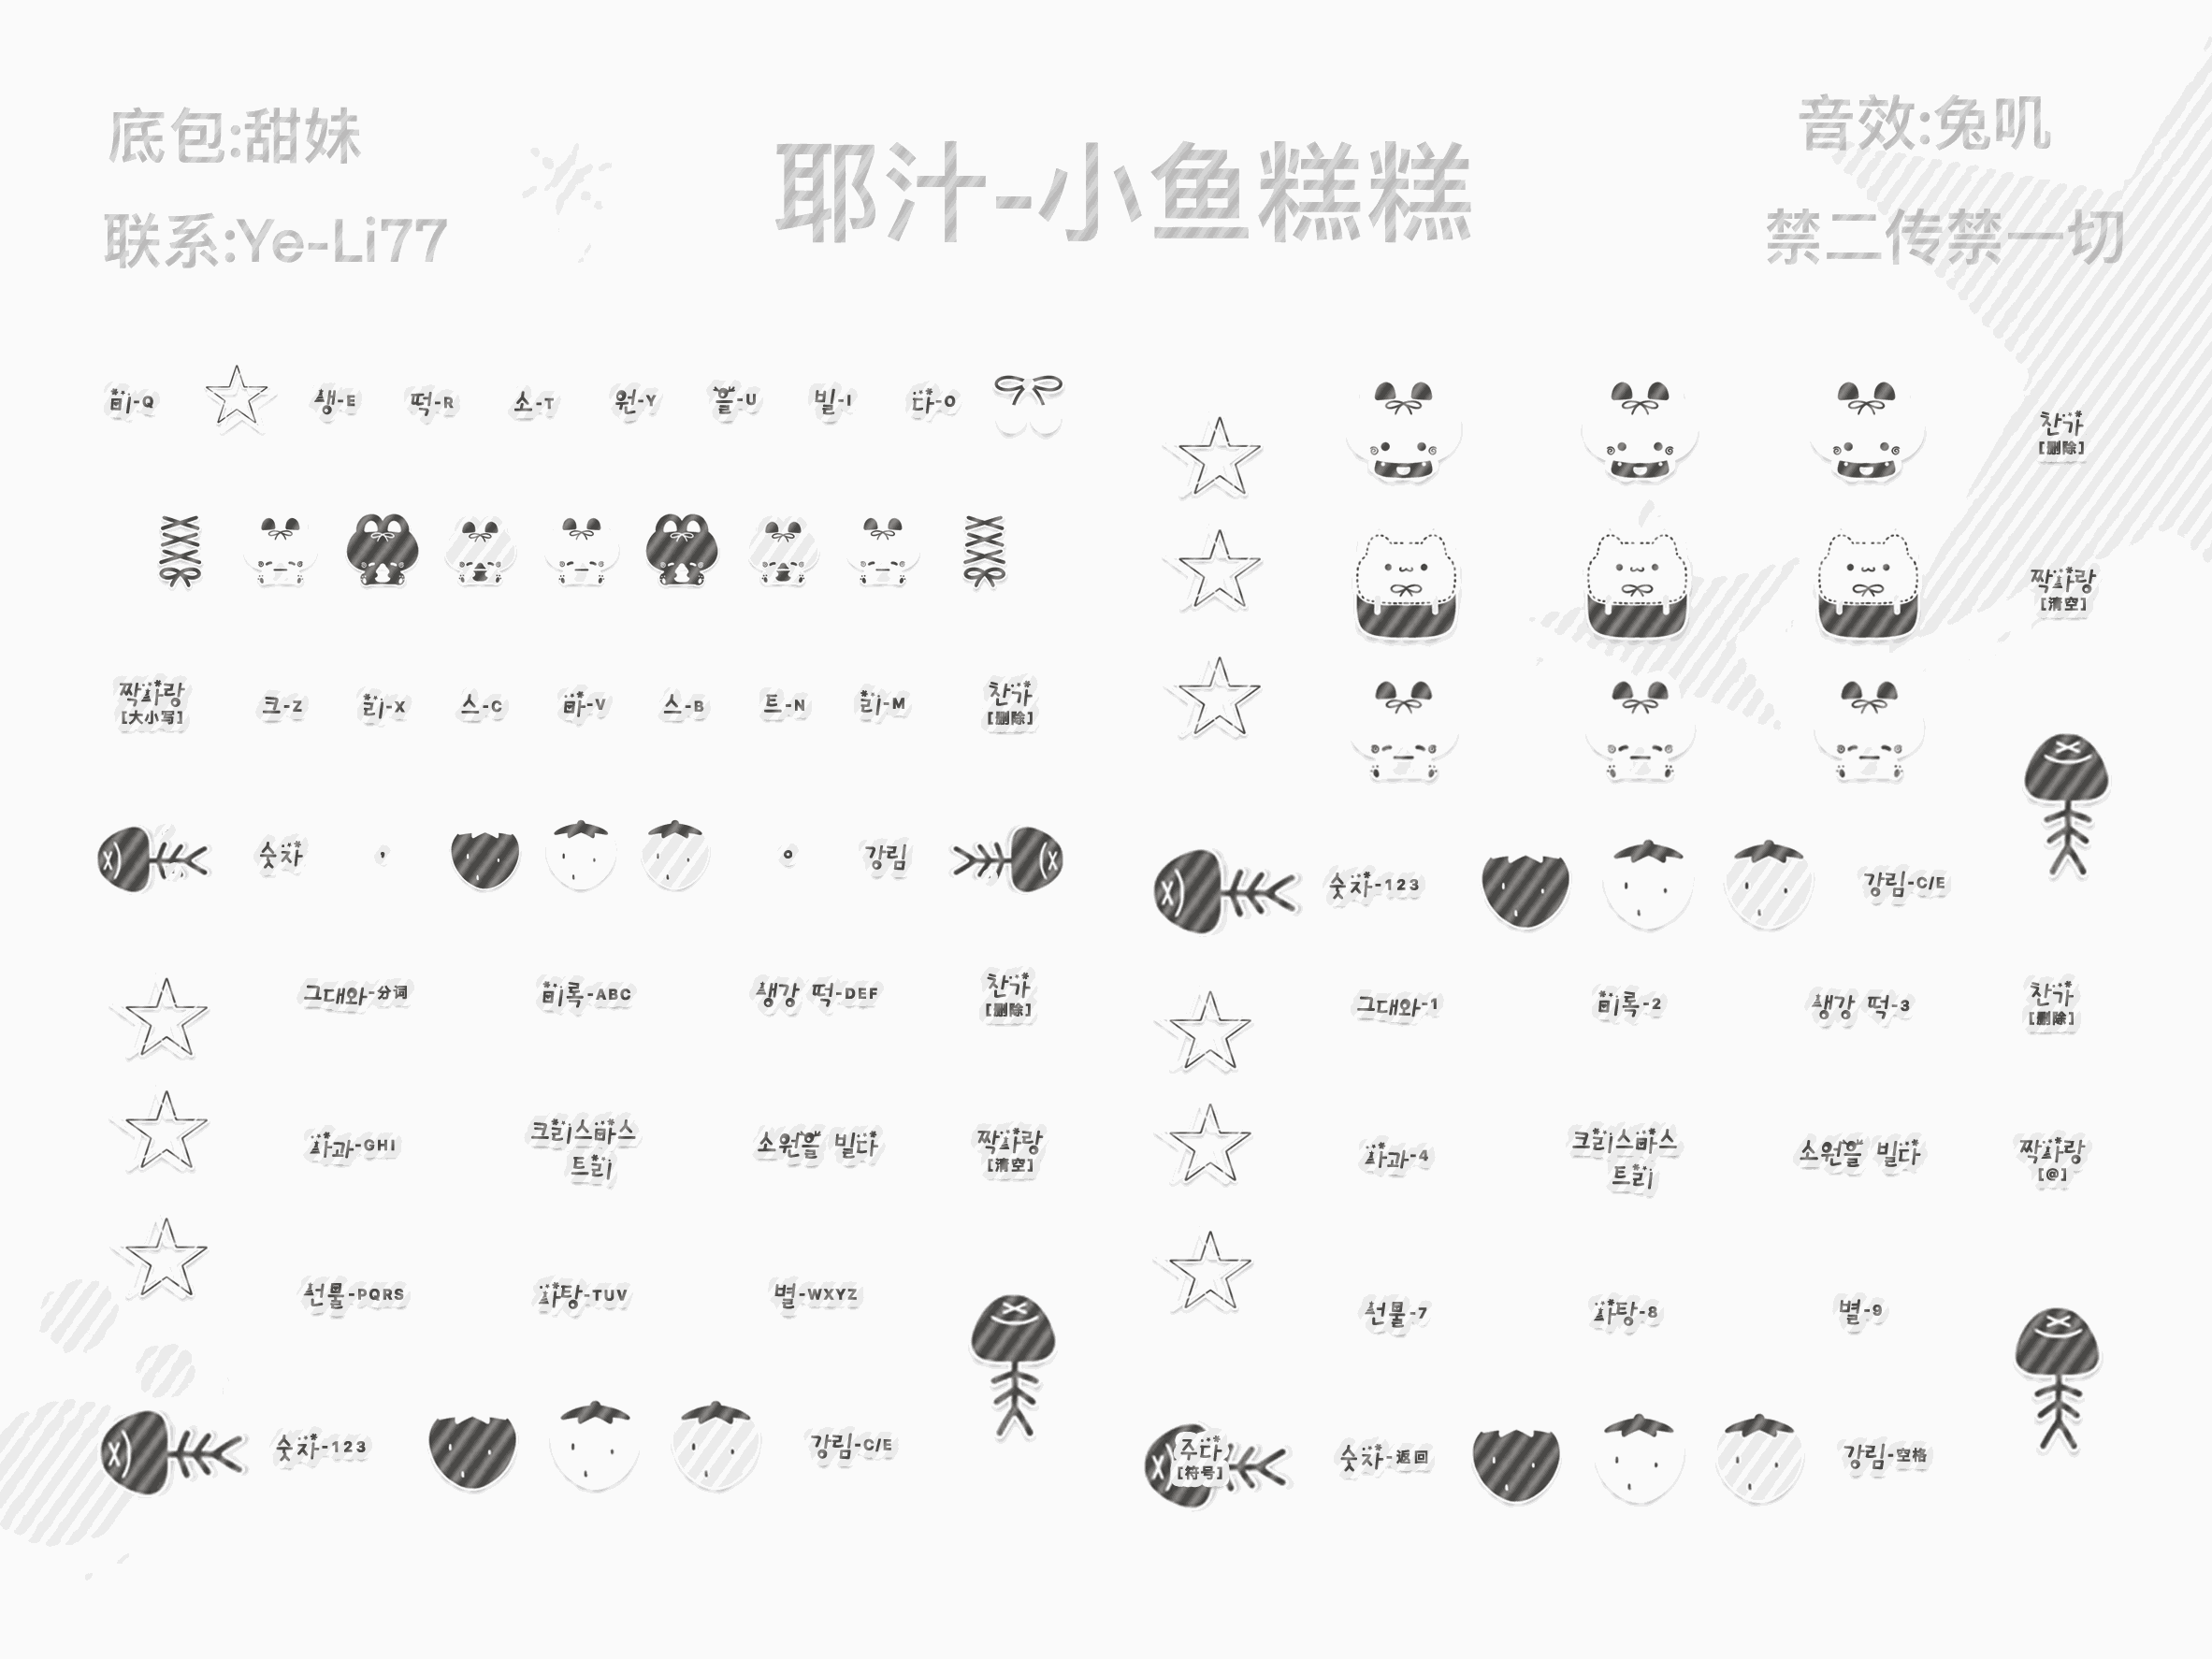 底包:甜妹
联系:Ye-Li77
耶汁-小鱼糕糕
音效:兔叽
禁二传禁一切
미-Q
생-E
떡-R
소-T
원-Y
을-U
빌-I
다-O
짝사랑
[大小写]
크-Z
리-X
스-C
마-V
스-B
트-N
리-M
찬가
[删除]
숫자
,
。
강림
찬가
[删除]
짝사랑
[清空]
숫자-123
강림-C/E
그대와-分词
미록-ABC
생강 떡-DEF
찬가
[删除]
사과-GHI
크리스마스
트리
소원을 빌다
짝사랑
[清空]
선물-PQRS
사탕-TUV
별-WXYZ
숫자-123
강림-C/E
그대와-1
미록-2
생강 떡-3
찬가
[删除]
사과-4
크리스마스
트리
소원을 빌다
짝사랑
[@]
선물-7
사탕-8
별-9
주다
[符号]
숫자-返回
강림-空格